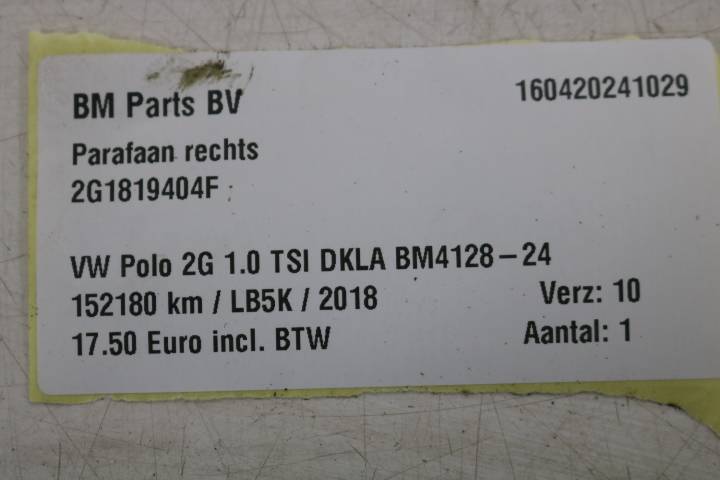 BM Parts BV 160420241029
Parafaan rechts
2G1819404F
VW Polo 2G 1.0 TSI DKLA BM4128-24
152180 km / LB5K / 2018 Verz: 10
17.50 Euro incl. BTW Aantal: 1